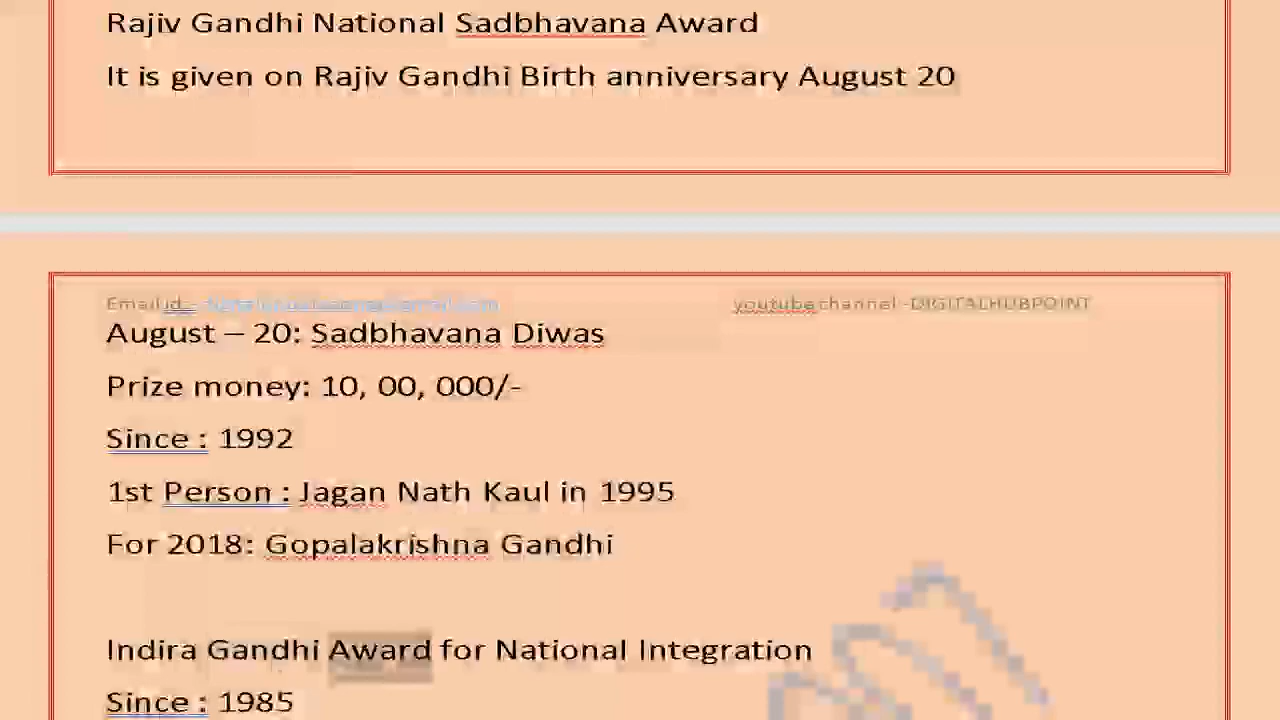 Rajiv Gandhi National Sadbhavana Award
It is given on Rajiv Gandhi Birth anniversary August 20
Email id:- youtube channel -DIGITALHUBPOINT
August – 20: Sadbhavana Diwas
Prize money: 10, 00, 000/-
Since : 1992
1st Person : Jagan Nath Kaul in 1995
For 2018: Gopalakrishna Gandhi
Indira Gandhi Award for National Integration
Since : 1985